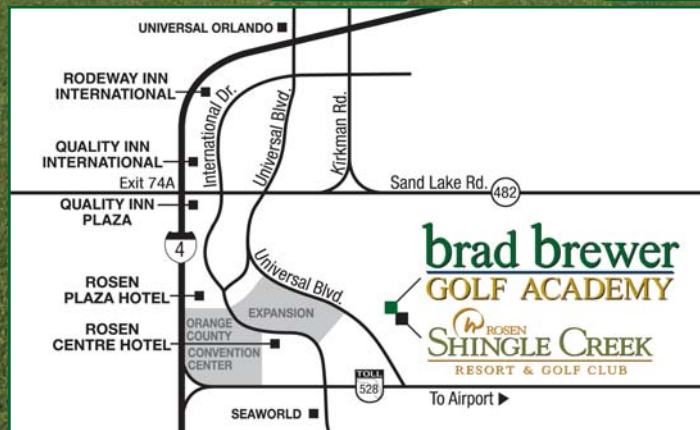 UNIVERSAL ORLANDO
RODEWAY INN
INTERNATIONAL
International Dr.
Universal Blvd.
Kirkman Rd.
QUALITY INN
INTERNATIONAL
Exit 74A
Sand Lake Rd.
482
QUALITY INN
PLAZA
4
brad brewer
GOLF ACADEMY
Universal Blvd.
ROSEN
PLAZA HOTEL
EXPANSION
ORANGE
COUNTY
CONVENTION
CENTER
ROSEN
CENTRE HOTEL
ROSEN
SHINGLE CREEK
RESORT & GOLF CLUB
TOLL
528
To Airport
SEAWORLD